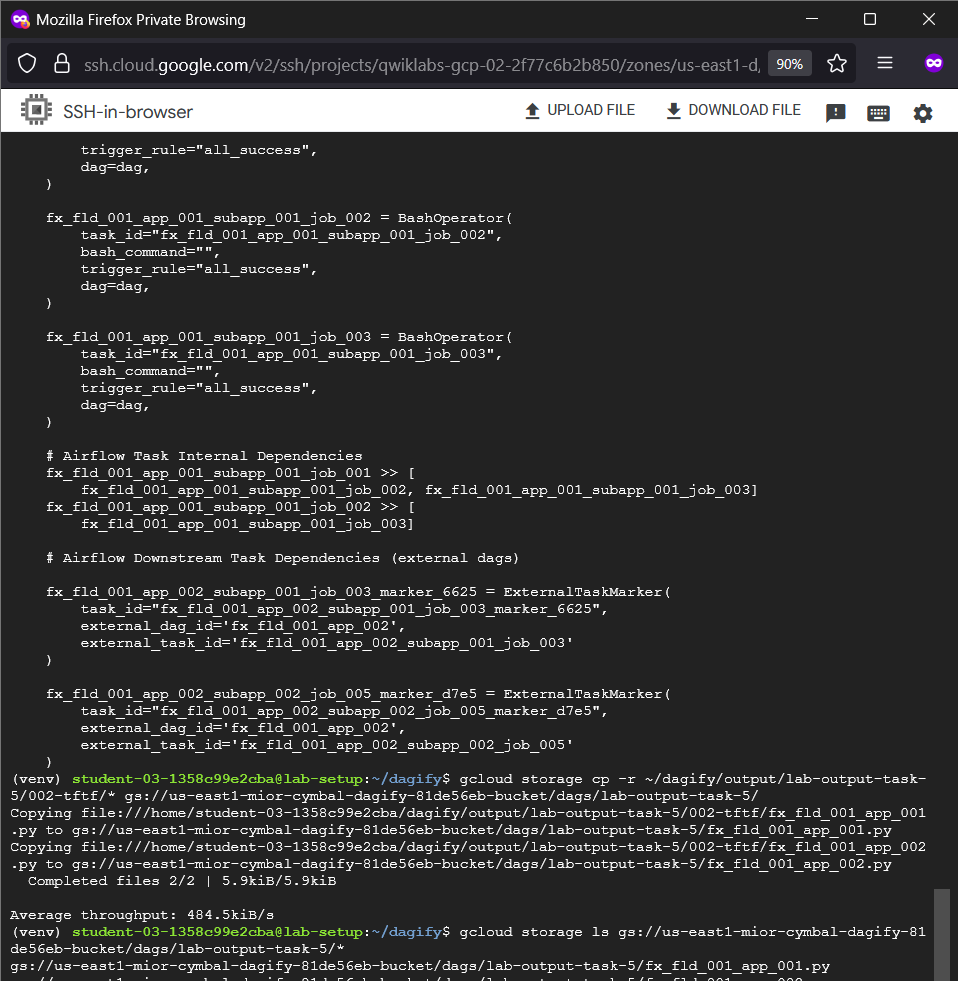 Mozilla Firefox Private Browsing
ssh.cloud.google.com/v2/ssh/projects/qwiklabs-gcp-02-2f77c6b2b850/zones/us-east1-d, 90%
SSH-in-browser UPLOAD FILE DOWNLOAD FILE
        trigger_rule="all_success",
        dag=dag,
    )

    fx_fld_001_app_001_subapp_001_job_002 = BashOperator(
        task_id="fx_fld_001_app_001_subapp_001_job_002",
        bash_command="",
        trigger_rule="all_success",
        dag=dag,
    )

    fx_fld_001_app_001_subapp_001_job_003 = BashOperator(
        task_id="fx_fld_001_app_001_subapp_001_job_003",
        bash_command="",
        trigger_rule="all_success",
        dag=dag,
    )

    # Airflow Task Internal Dependencies
    fx_fld_001_app_001_subapp_001_job_001 >> [
        fx_fld_001_app_001_subapp_001_job_002, fx_fld_001_app_001_subapp_001_job_003]
    fx_fld_001_app_001_subapp_001_job_002 >> [
        fx_fld_001_app_001_subapp_001_job_003]

    # Airflow Downstream Task Dependencies (external dags)

    fx_fld_001_app_002_subapp_001_job_003_marker_6625 = ExternalTaskMarker(
        task_id="fx_fld_001_app_002_subapp_001_job_003_marker_6625",
        external_dag_id='fx_fld_001_app_002',
        external_task_id='fx_fld_001_app_002_subapp_001_job_003'
    )

    fx_fld_001_app_002_subapp_002_job_005_marker_d7e5 = ExternalTaskMarker(
        task_id="fx_fld_001_app_002_subapp_002_job_005_marker_d7e5",
        external_dag_id='fx_fld_001_app_002',
        external_task_id='fx_fld_001_app_002_subapp_002_job_005'
    )
(venv) student-03-1358c99e2cba@lab-setup:~/dagify$ gcloud storage cp -r ~/dagify/output/lab-output-task-
5/002-tftf/* gs://us-east1-mior-cymbal-dagify-81de56eb-bucket/dags/lab-output-task-5/
Copying file:///home/student-03-1358c99e2cba/dagify/output/lab-output-task-5/002-tftf/fx_fld_001_app_001
.py to gs://us-east1-mior-cymbal-dagify-81de56eb-bucket/dags/lab-output-task-5/fx_fld_001_app_001.py
Copying file:///home/student-03-1358c99e2cba/dagify/output/lab-output-task-5/002-tftf/fx_fld_001_app_002
.py to gs://us-east1-mior-cymbal-dagify-81de56eb-bucket/dags/lab-output-task-5/fx_fld_001_app_002.py
  Completed files 2/2 | 5.9kiB/5.9kiB

Average throughput: 484.5kiB/s
(venv) student-03-1358c99e2cba@lab-setup:~/dagify$ gcloud storage ls gs://us-east1-mior-cymbal-dagify-81
de56eb-bucket/dags/lab-output-task-5/*
gs://us-east1-mior-cymbal-dagify-81de56eb-bucket/dags/lab-output-task-5/fx_fld_001_app_001.py